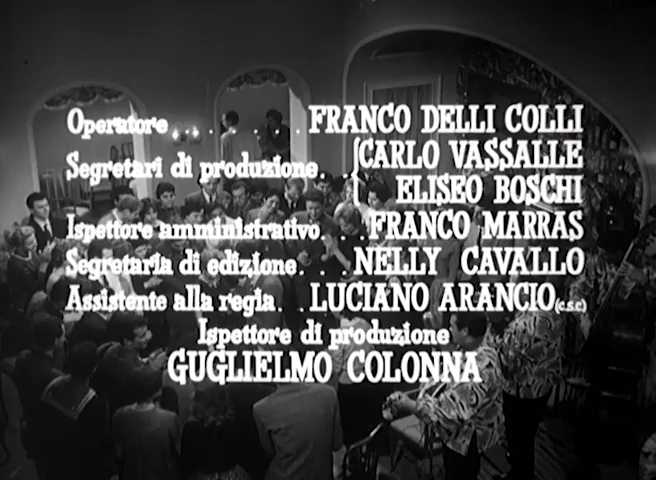 Operatore . . . . FRANCO DELLI COLLI
Segretari di produzione. . . CARLO VASSALLE
ELISEO BOSCHI
Ispettore amministrativo. . . FRANCO MARRAS
Segretaria di edizione. . . NELLY CAVALLO
Assistente alla regia. . LUCIANO ARANCIO (c.s.c)
Ispettore di produzione
GUGLIELMO COLONNA